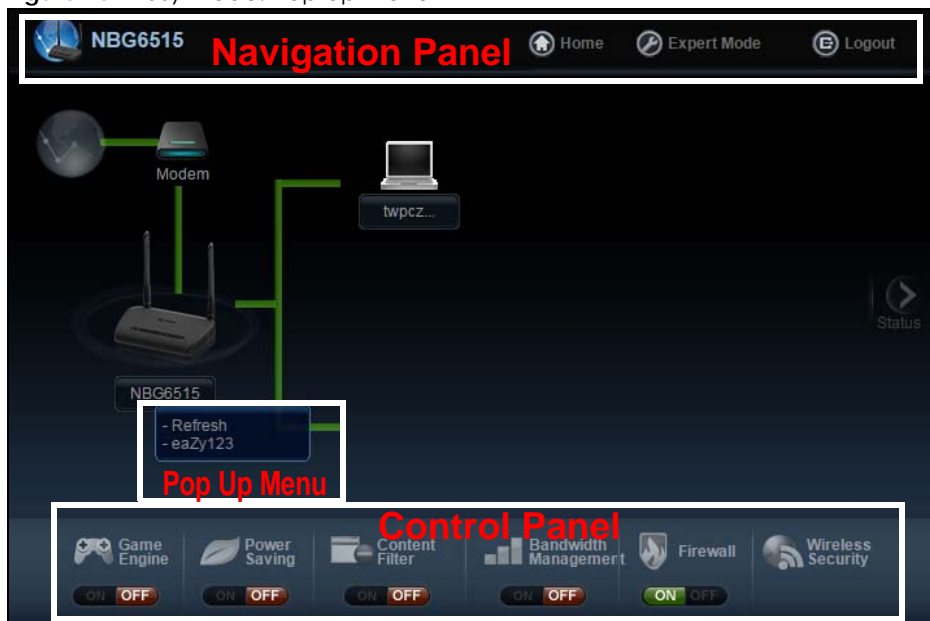 NBG6515
Navigation Panel
Home
Expert Mode
Logout
Modem
twpcz...
Status
NBG6515
- Refresh
- eaZy123
Pop Up Menu
Control Panel
Game
Engine
ON OFF
Power
Saving
ON OFF
Content
Filter
ON OFF
Bandwidth
Management
ON OFF
Firewall
ON OFF
Wireless
Security